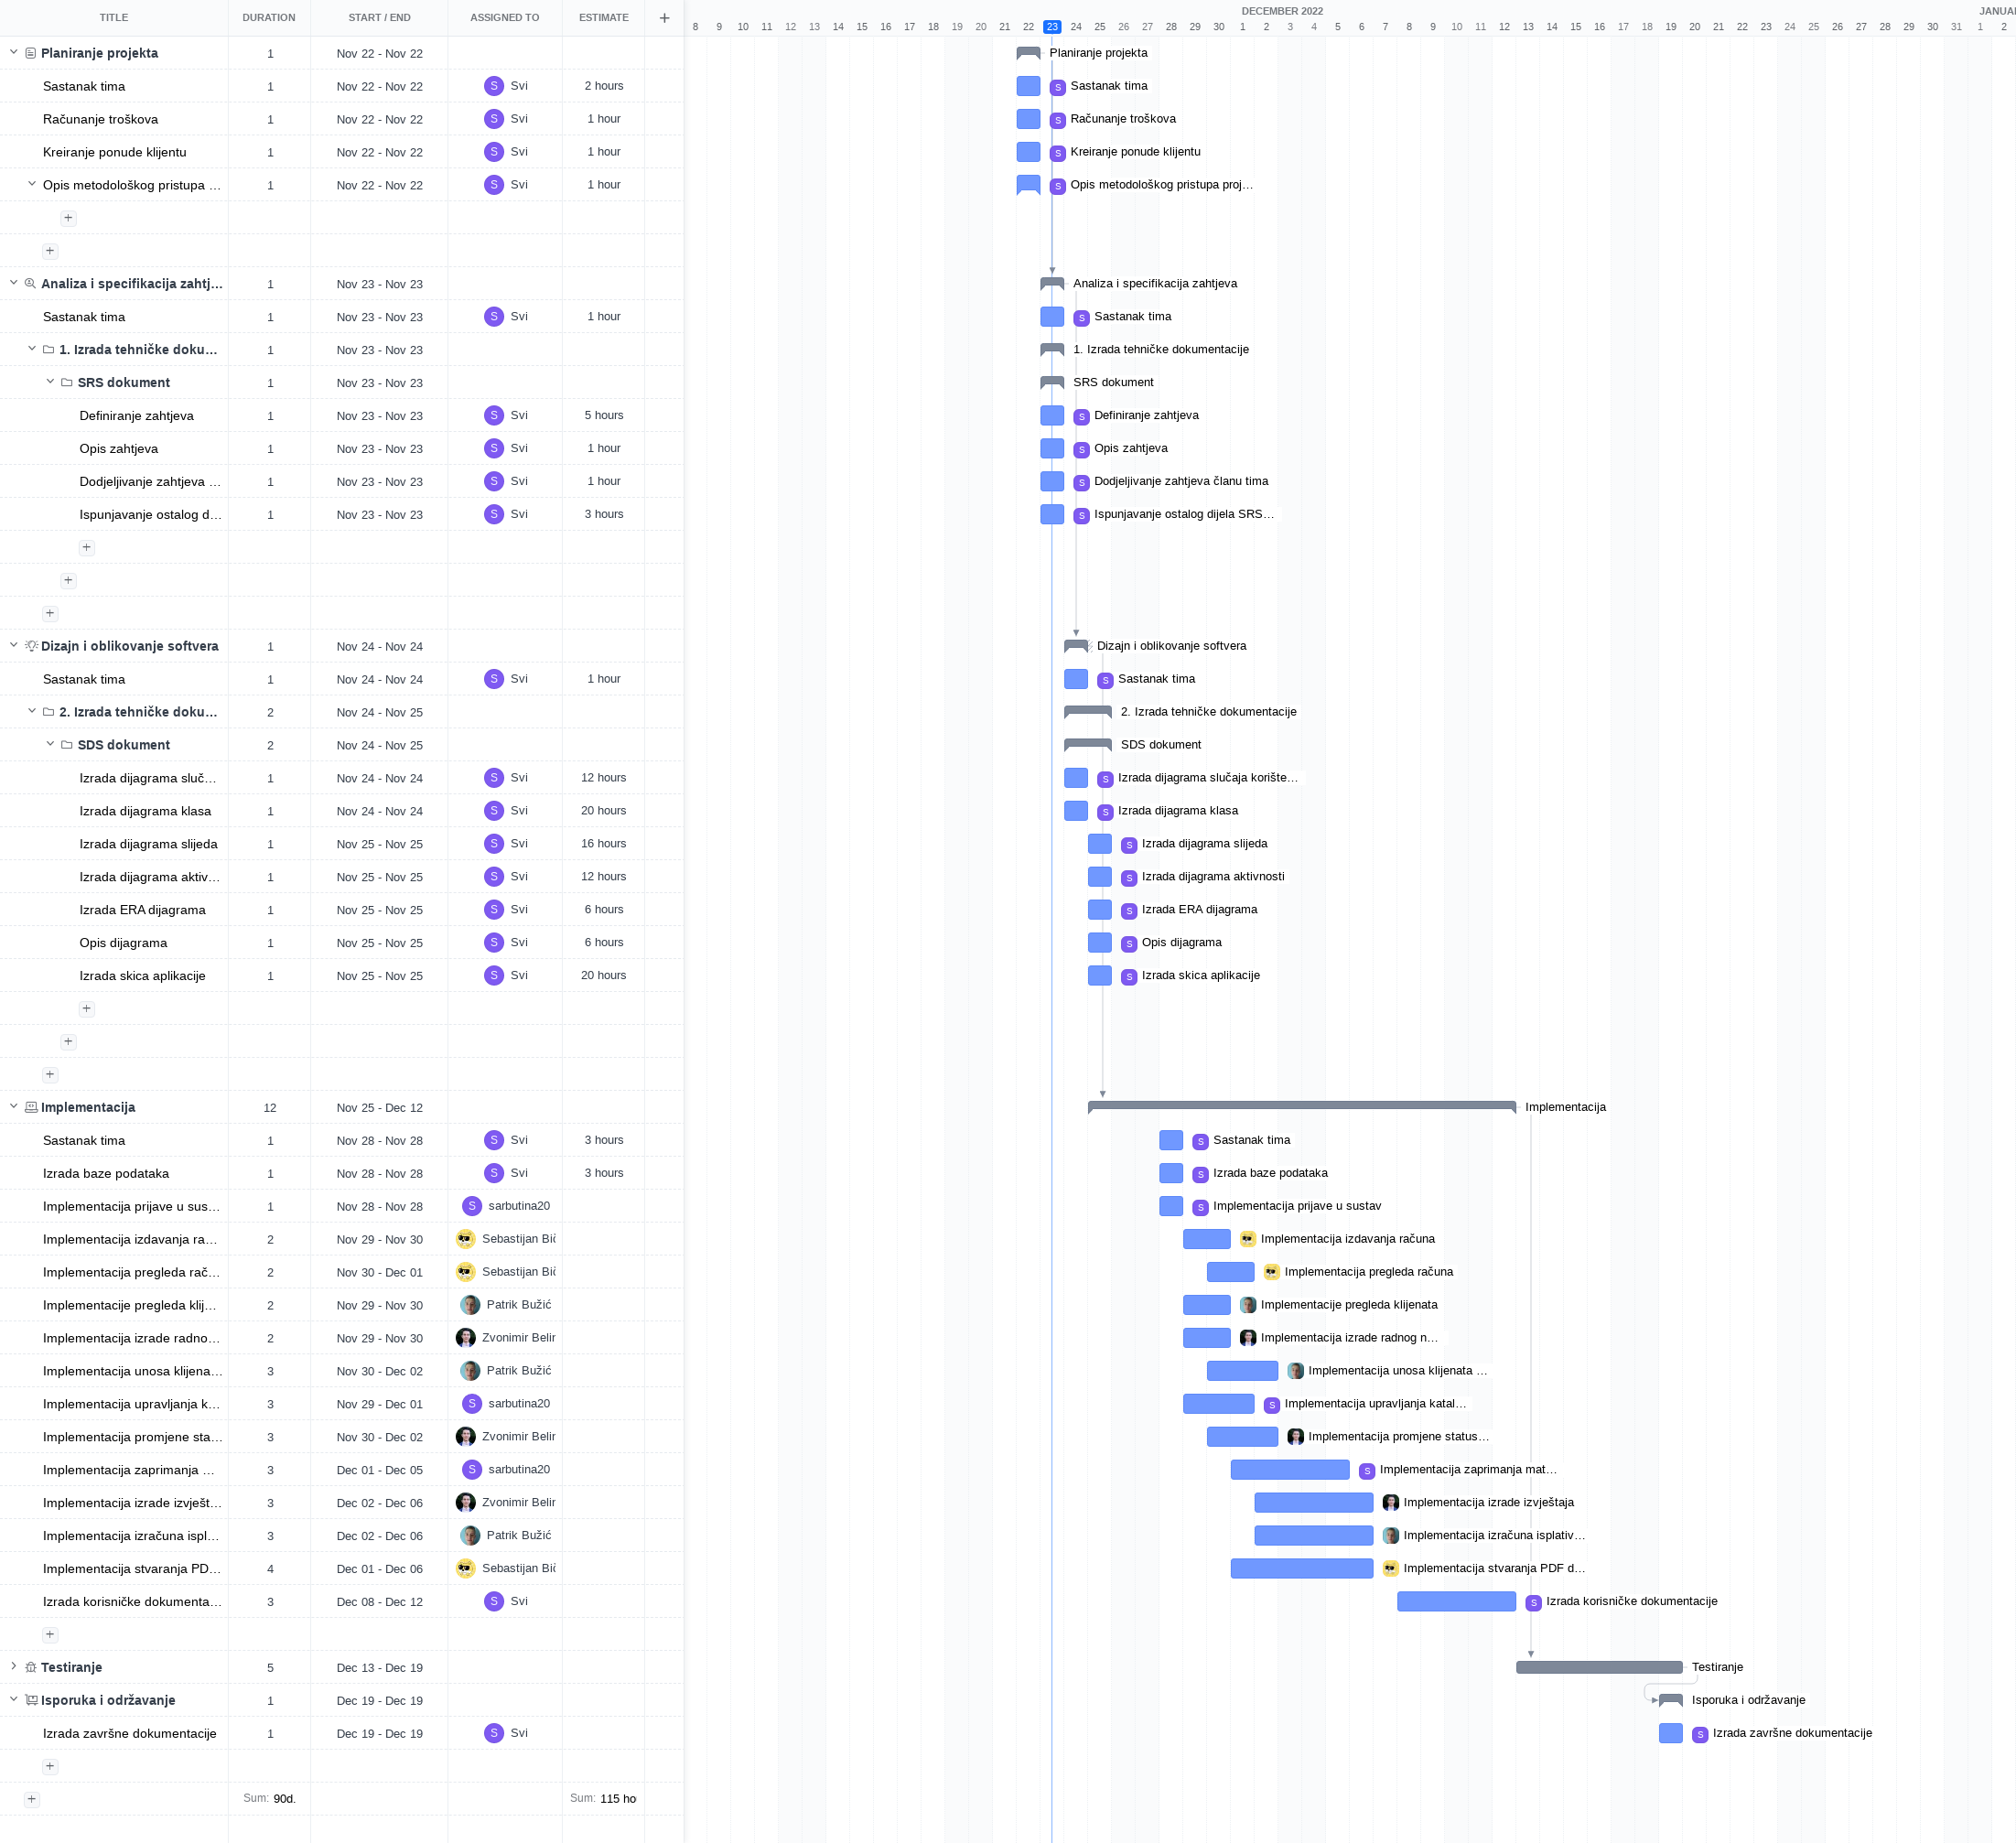 TITLE DURATION START / END ASSIGNED TO ESTIMATE +
DECEMBER 2022 JANUA
8 9 10 11 12 13 14 15 16 17 18 19 20 21 22 23 24 25 26 27 28 29 30 1 2 3 4 5 6 7 8 9 10 11 12 13 14 15 16 17 18 19 20 21 22 23 24 25 26 27 28 29 30 31 1 2
Planiranje projekta 1 Nov 22 - Nov 22 Planiranje projekta
Sastanak tima 1 Nov 22 - Nov 22 S Svi 2 hours S Sastanak tima
Računanje troškova 1 Nov 22 - Nov 22 S Svi 1 hour S Računanje troškova
Kreiranje ponude klijentu 1 Nov 22 - Nov 22 S Svi 1 hour S Kreiranje ponude klijentu
Opis metodološkog pristupa … 1 Nov 22 - Nov 22 S Svi 1 hour S Opis metodološkog pristupa proj…
+
+
Analiza i specifikacija zahtj… 1 Nov 23 - Nov 23 Analiza i specifikacija zahtjeva
Sastanak tima 1 Nov 23 - Nov 23 S Svi 1 hour S Sastanak tima
1. Izrada tehničke doku… 1 Nov 23 - Nov 23 1. Izrada tehničke dokumentacije
SRS dokument 1 Nov 23 - Nov 23 SRS dokument
Definiranje zahtjeva 1 Nov 23 - Nov 23 S Svi 5 hours S Definiranje zahtjeva
Opis zahtjeva 1 Nov 23 - Nov 23 S Svi 1 hour S Opis zahtjeva
Dodjeljivanje zahtjeva … 1 Nov 23 - Nov 23 S Svi 1 hour S Dodjeljivanje zahtjeva članu tima
Ispunjavanje ostalog d… 1 Nov 23 - Nov 23 S Svi 3 hours S Ispunjavanje ostalog dijela SRS…
+
+
+
Dizajn i oblikovanje softvera 1 Nov 24 - Nov 24 Dizajn i oblikovanje softvera
Sastanak tima 1 Nov 24 - Nov 24 S Svi 1 hour S Sastanak tima
2. Izrada tehničke doku… 2 Nov 24 - Nov 25 2. Izrada tehničke dokumentacije
SDS dokument 2 Nov 24 - Nov 25 SDS dokument
Izrada dijagrama sluč… 1 Nov 24 - Nov 24 S Svi 12 hours S Izrada dijagrama slučaja korište…
Izrada dijagrama klasa 1 Nov 24 - Nov 24 S Svi 20 hours S Izrada dijagrama klasa
Izrada dijagrama slijeda 1 Nov 25 - Nov 25 S Svi 16 hours S Izrada dijagrama slijeda
Izrada dijagrama aktiv… 1 Nov 25 - Nov 25 S Svi 12 hours S Izrada dijagrama aktivnosti
Izrada ERA dijagrama 1 Nov 25 - Nov 25 S Svi 6 hours S Izrada ERA dijagrama
Opis dijagrama 1 Nov 25 - Nov 25 S Svi 6 hours S Opis dijagrama
Izrada skica aplikacije 1 Nov 25 - Nov 25 S Svi 20 hours S Izrada skica aplikacije
+
+
+
Implementacija 12 Nov 25 - Dec 12 Implementacija
Sastanak tima 1 Nov 28 - Nov 28 S Svi 3 hours S Sastanak tima
Izrada baze podataka 1 Nov 28 - Nov 28 S Svi 3 hours S Izrada baze podataka
Implementacija prijave u sus… 1 Nov 28 - Nov 28 S sarbutina20 S Implementacija prijave u sustav
Implementacija izdavanja ra… 2 Nov 29 - Nov 30 Sebastijan Bič Implementacija izdavanja računa
Implementacija pregleda rač… 2 Nov 30 - Dec 01 Sebastijan Bič Implementacija pregleda računa
Implementacije pregleda klij… 2 Nov 29 - Nov 30 Patrik Bužić Implementacije pregleda klijenata
Implementacija izrade radno… 2 Nov 29 - Nov 30 Zvonimir Belir Implementacija izrade radnog n…
Implementacija unosa klijena… 3 Nov 30 - Dec 02 Patrik Bužić Implementacija unosa klijenata …
Implementacija upravljanja k… 3 Nov 29 - Dec 01 S sarbutina20 S Implementacija upravljanja katal…
Implementacija promjene sta… 3 Nov 30 - Dec 02 Zvonimir Belir Implementacija promjene status…
Implementacija zaprimanja … 3 Dec 01 - Dec 05 S sarbutina20 S Implementacija zaprimanja mat…
Implementacija izrade izvješt… 3 Dec 02 - Dec 06 Zvonimir Belir Implementacija izrade izvještaja
Implementacija izračuna ispl… 3 Dec 02 - Dec 06 Patrik Bužić Implementacija izračuna isplativ…
Implementacija stvaranja PD… 4 Dec 01 - Dec 06 Sebastijan Bič Implementacija stvaranja PDF d…
Izrada korisničke dokumenta… 3 Dec 08 - Dec 12 S Svi S Izrada korisničke dokumentacije
+
Testiranje 5 Dec 13 - Dec 19 Testiranje
Isporuka i održavanje 1 Dec 19 - Dec 19 Isporuka i održavanje
Izrada završne dokumentacije 1 Dec 19 - Dec 19 S Svi S Izrada završne dokumentacije
+
+ Sum: 90d. Sum: 115 ho